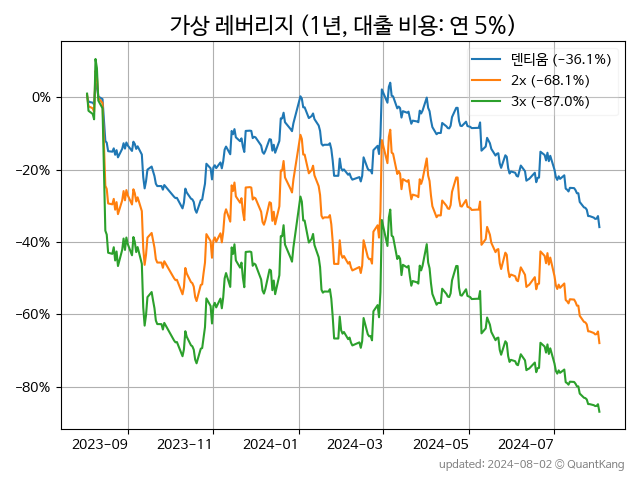 가상 레버리지 (1년, 대출 비용: 연 5%)
덴티움 (−36.1%)
2x (−68.1%)
3x (−87.0%)
0%
−20%
−40%
−60%
−80%
2023-09
2023-11
2024-01
2024-03
2024-05
2024-07
updated: 2024-08-02 © QuantKang